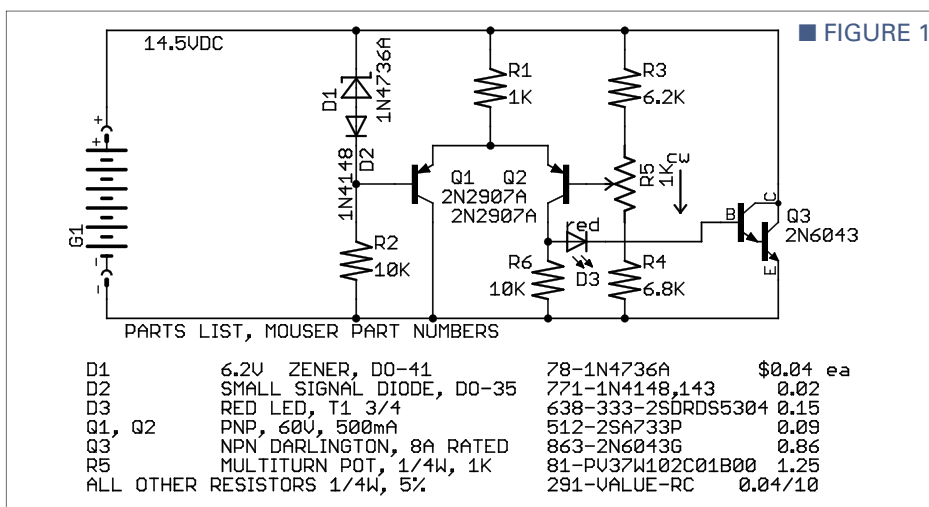 ■ FIGURE 1
14.5VDC
D1
1N4736A
R1
1K
R3
6.2K
1N4148
D2
Q1 Q2
2N2907A
2N2907A
R5
1K
cw
red
B
C
E
Q3
2N6043
+
+
G1
-
-
R2
10K
R6
10K
D3
R4
6.8K
PARTS LIST, MOUSER PART NUMBERS
D1 6.2V ZENER, DO-41 78-1N4736A $0.04 ea
D2 SMALL SIGNAL DIODE, DO-35 771-1N4148,143 0.02
D3 RED LED, T1 3/4 638-333-2SDRDS5304 0.15
Q1, Q2 PNP, 60V, 500mA 512-2SA733P 0.09
Q3 NPN DARLINGTON, 8A RATED 863-2N6043G 0.86
R5 MULTITURN POT, 1/4W, 1K 81-PV37W102C01B00 1.25
ALL OTHER RESISTORS 1/4W, 5% 291-VALUE-RC 0.04/10